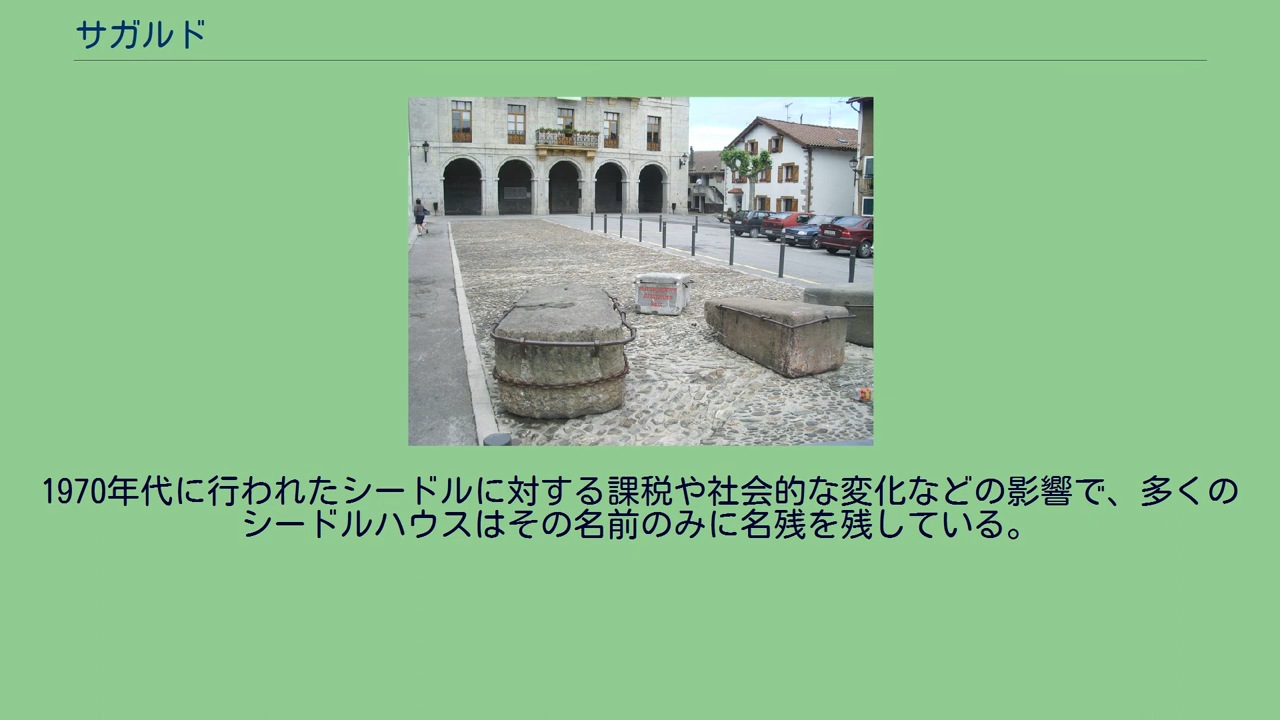 サガルド
1970年代に行われたシードルに対する課税や社会的な変化などの影響で、多くの
シードルハウスはその名前のみに名残を残している。